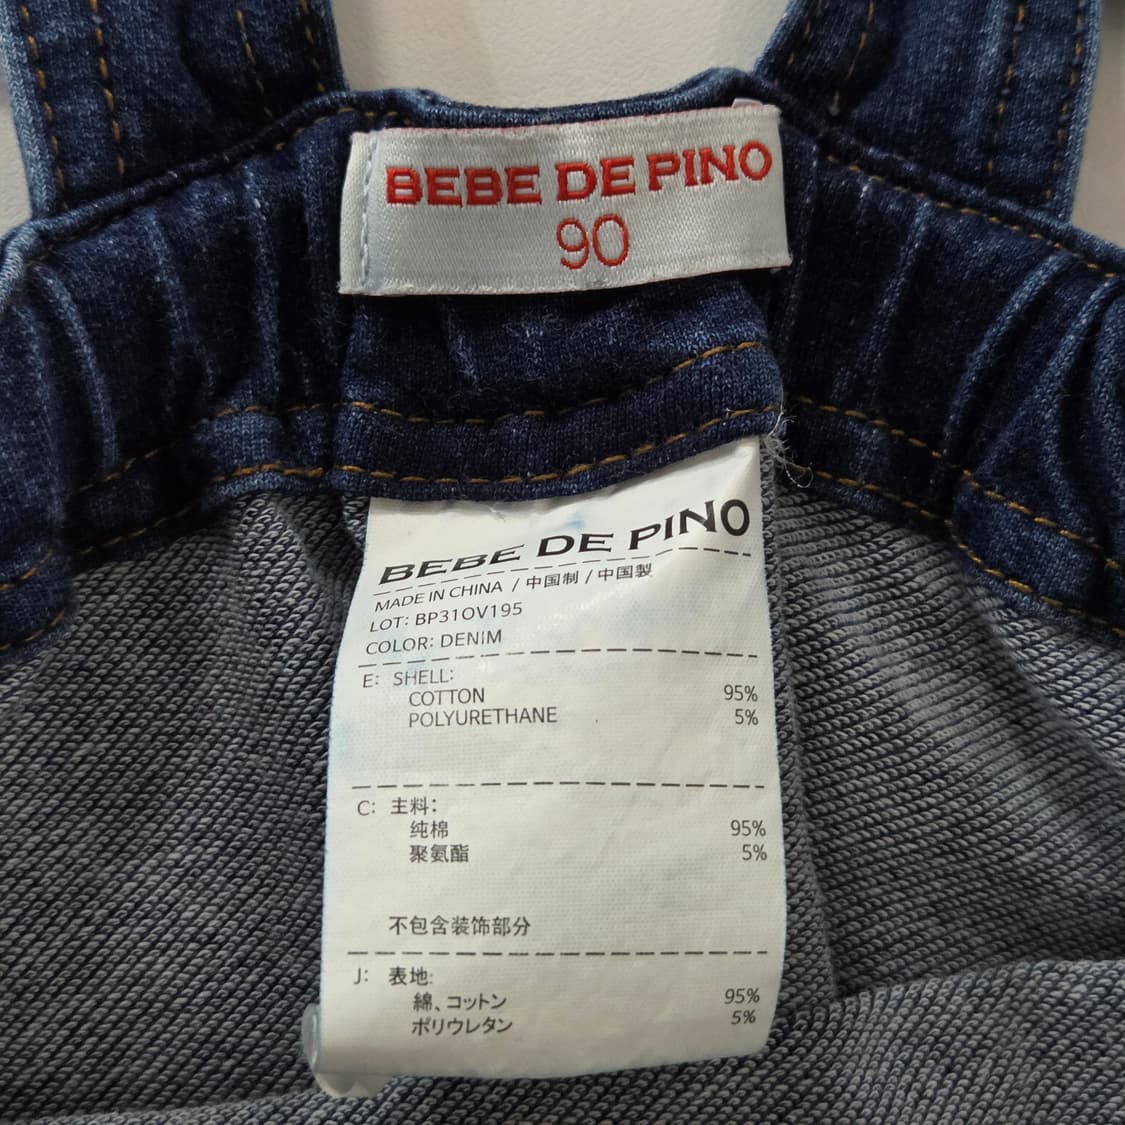 BEBE DE PINO
90
BEBE DE PINO
MADE IN CHINA / 中国制 / 中国製
LOT: BP31OV195
COLOR: DENIM
E: SHELL:
COTTON 95%
POLYURETHANE 5%
C: 主料:
纯棉 95%
聚氨酯 5%
不包含装饰部分
J: 表地:
綿、コットン 95%
ポリウレタン 5%